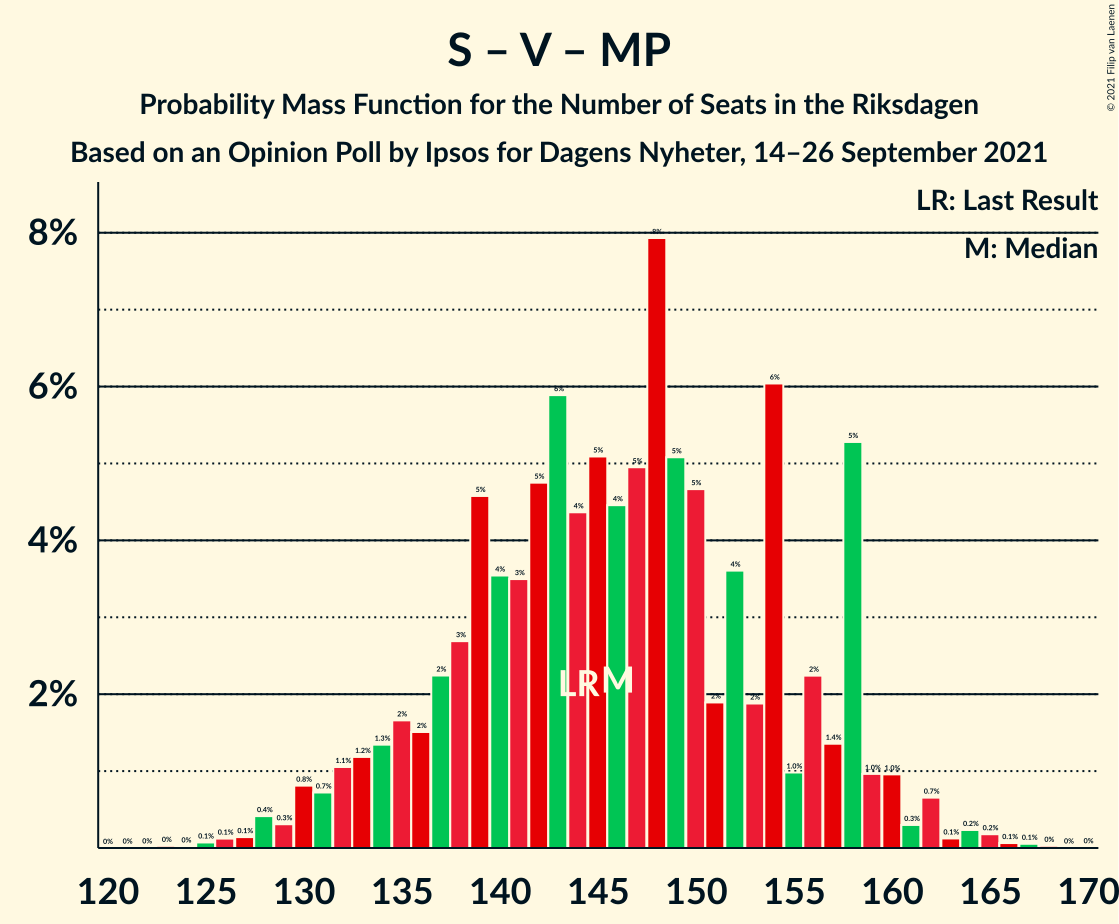 S – V – MP
Probability Mass Function for the Number of Seats in the Riksdagen
Based on an Opinion Poll by Ipsos for Dagens Nyheter, 14–26 September 2021
© 2021 Filip van Laenen
LR: Last Result
M: Median
8%
6%
4%
2%
0% 0% 0% 0% 0% 0.1% 0.1% 0.1% 0.4% 0.3% 0.8% 0.7% 1.1% 1.2% 1.3% 2% 2% 2% 3% 5% 4% 3% 5% 6% 4% 5% 4% 5% 8% 5% 5% 2% 4% 2% 6% 1.0% 2% 1.4% 5% 1.0% 1.0% 0.3% 0.7% 0.1% 0.2% 0.2% 0.1% 0.1% 0% 0% 0%
LR M
120 125 130 135 140 145 150 155 160 165 170